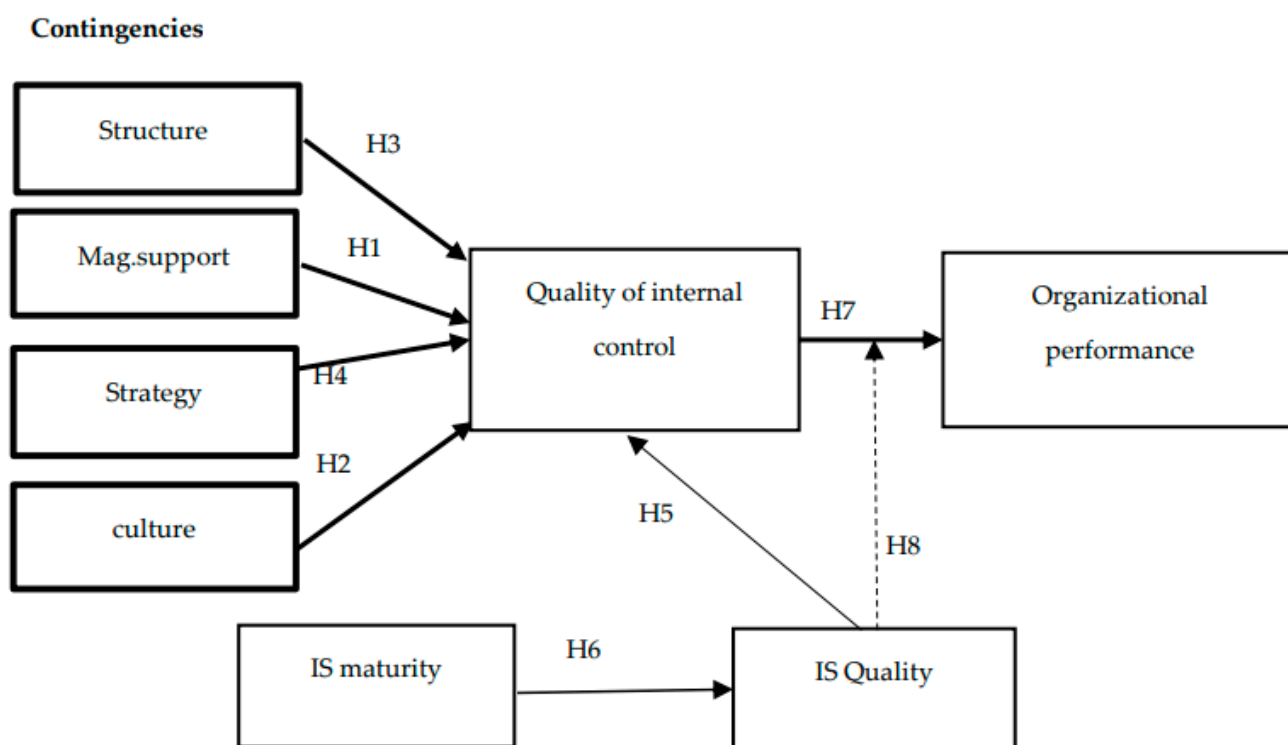 Contingencies
Structure
H3
Mag.support
H1
Quality of internal
control
H7
Organizational
performance
Strategy
H4
H2
culture
H5
H8
IS maturity
H6
IS Quality